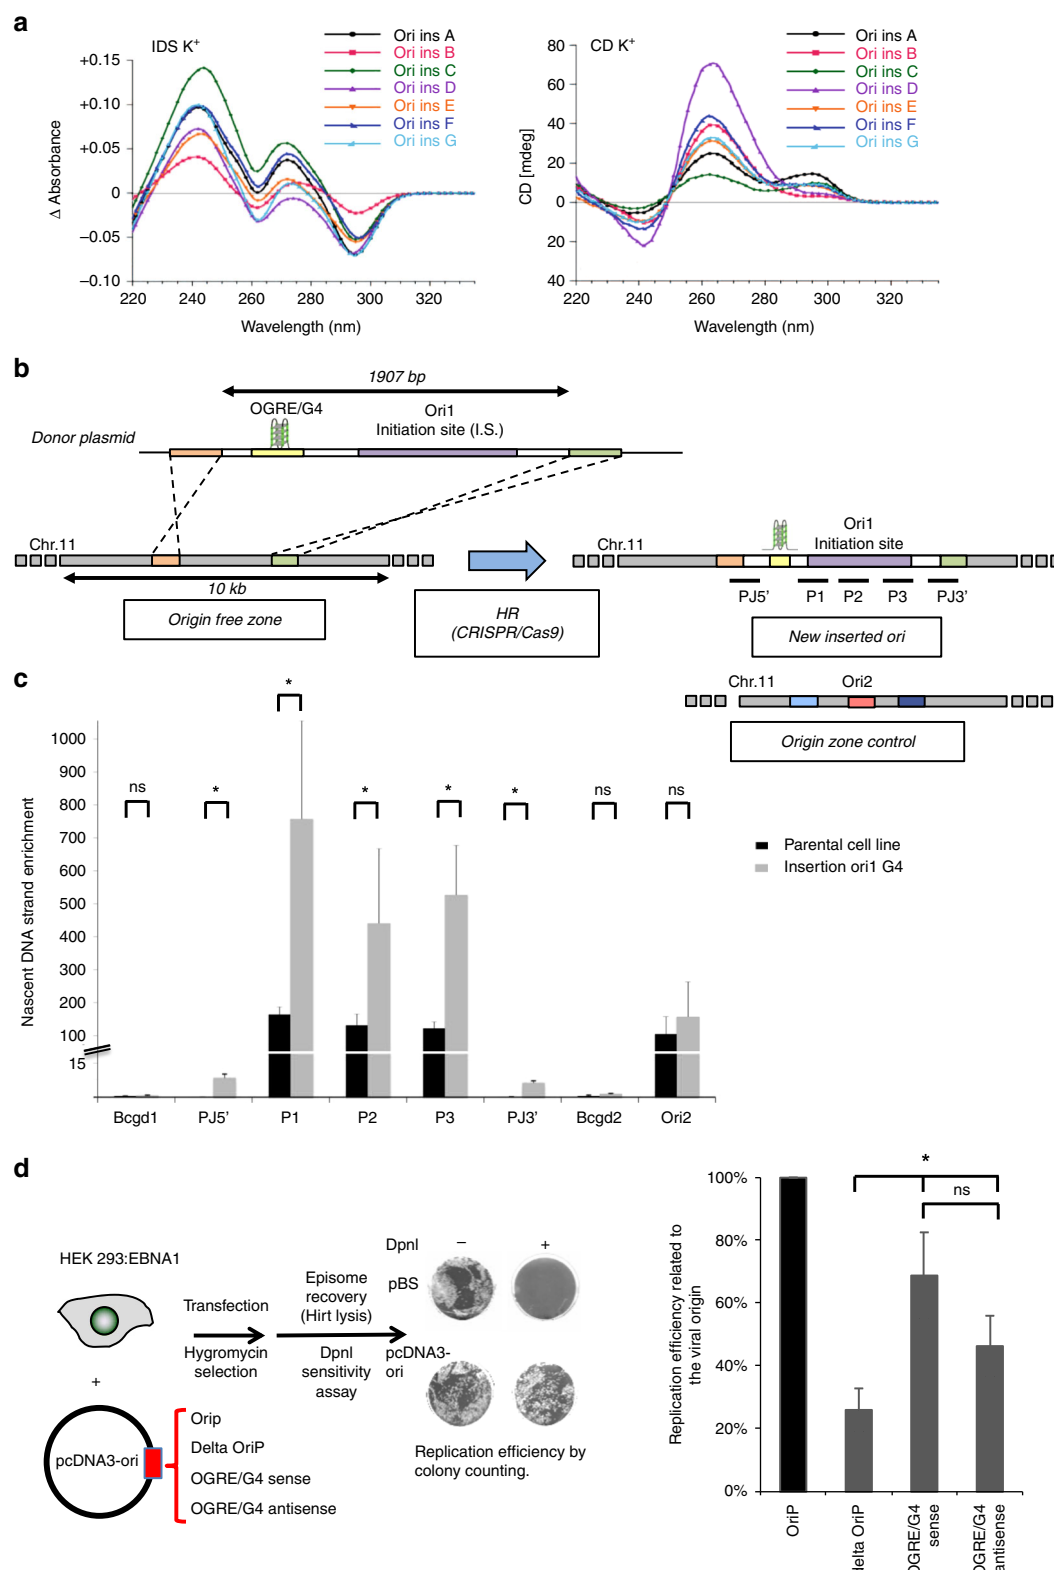 a
IDS K+
Ori ins A
Ori ins B
Ori ins C
Ori ins D
Ori ins E
Ori ins F
Ori ins G
+0.15
+0.10
+0.05
0
−0.05
−0.10
Δ Absorbance
220 240 260 280 300 320
Wavelength (nm)
CD K+
Ori ins A
Ori ins B
Ori ins C
Ori ins D
Ori ins E
Ori ins F
Ori ins G
80
60
40
20
0
20
40
CD [mdeg]
220 240 260 280 300 320
Wavelength (nm)
b
1907 bp
OGRE/G4
Ori1
Initiation site (I.S.)
Donor plasmid
Chr.11
10 kb
Origin free zone
HR
(CRISPR/Cas9)
Chr.11
Ori1
Initiation site
PJ5' P1 P2 P3 PJ3'
New inserted ori
Chr.11
Ori2
Origin zone control
c
Nascent DNA strand enrichment
1000
900
800
700
600
500
400
300
200
100
15
ns * * * * * ns ns
Bcgd1 PJ5' P1 P2 P3 PJ3' Bcgd2 Ori2
Parental cell line
Insertion ori1 G4
d
HEK 293:EBNA1
+
pcDNA3-ori
Orip
Delta OriP
OGRE/G4 sense
OGRE/G4 antisense
Transfection
Hygromycin
selection
Episome
recovery
(Hirt lysis)
DpnI
sensitivity
assay
DpnI − +
pBS
pcDNA3-
ori
Replication efficiency by
colony counting.
Replication efficiency related to
the viral origin
100%
80%
60%
40%
20%
0%
*
ns
OriP
delta OriP
OGRE/G4
sense
OGRE/G4
antisense